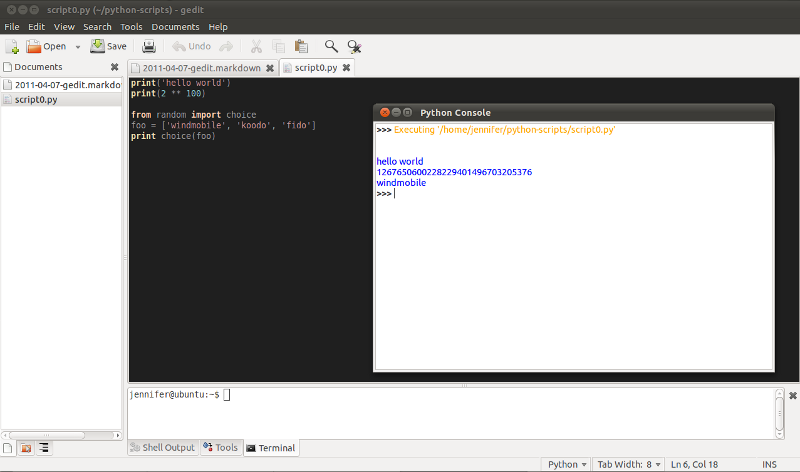 script0.py (~/python-scripts) - gedit
File Edit View Search Tools Documents Help
Open Save Undo
Documents
2011-04-07-gedit.markdo
script0.py
2011-04-07-gedit.markdown script0.py
print('hello world')
print(2 ** 100)
from random import choice
foo = ['windmobile', 'koodo', 'fido']
print choice(foo)
Python Console
>>> Executing '/home/jennifer/python-scripts/script0.py'
hello world
1267650600228229401496703205376
windmobile
>>>
jennifer@ubuntu:~$
Shell Output Tools Terminal
Python Tab Width: 8 Ln 6, Col 18 INS